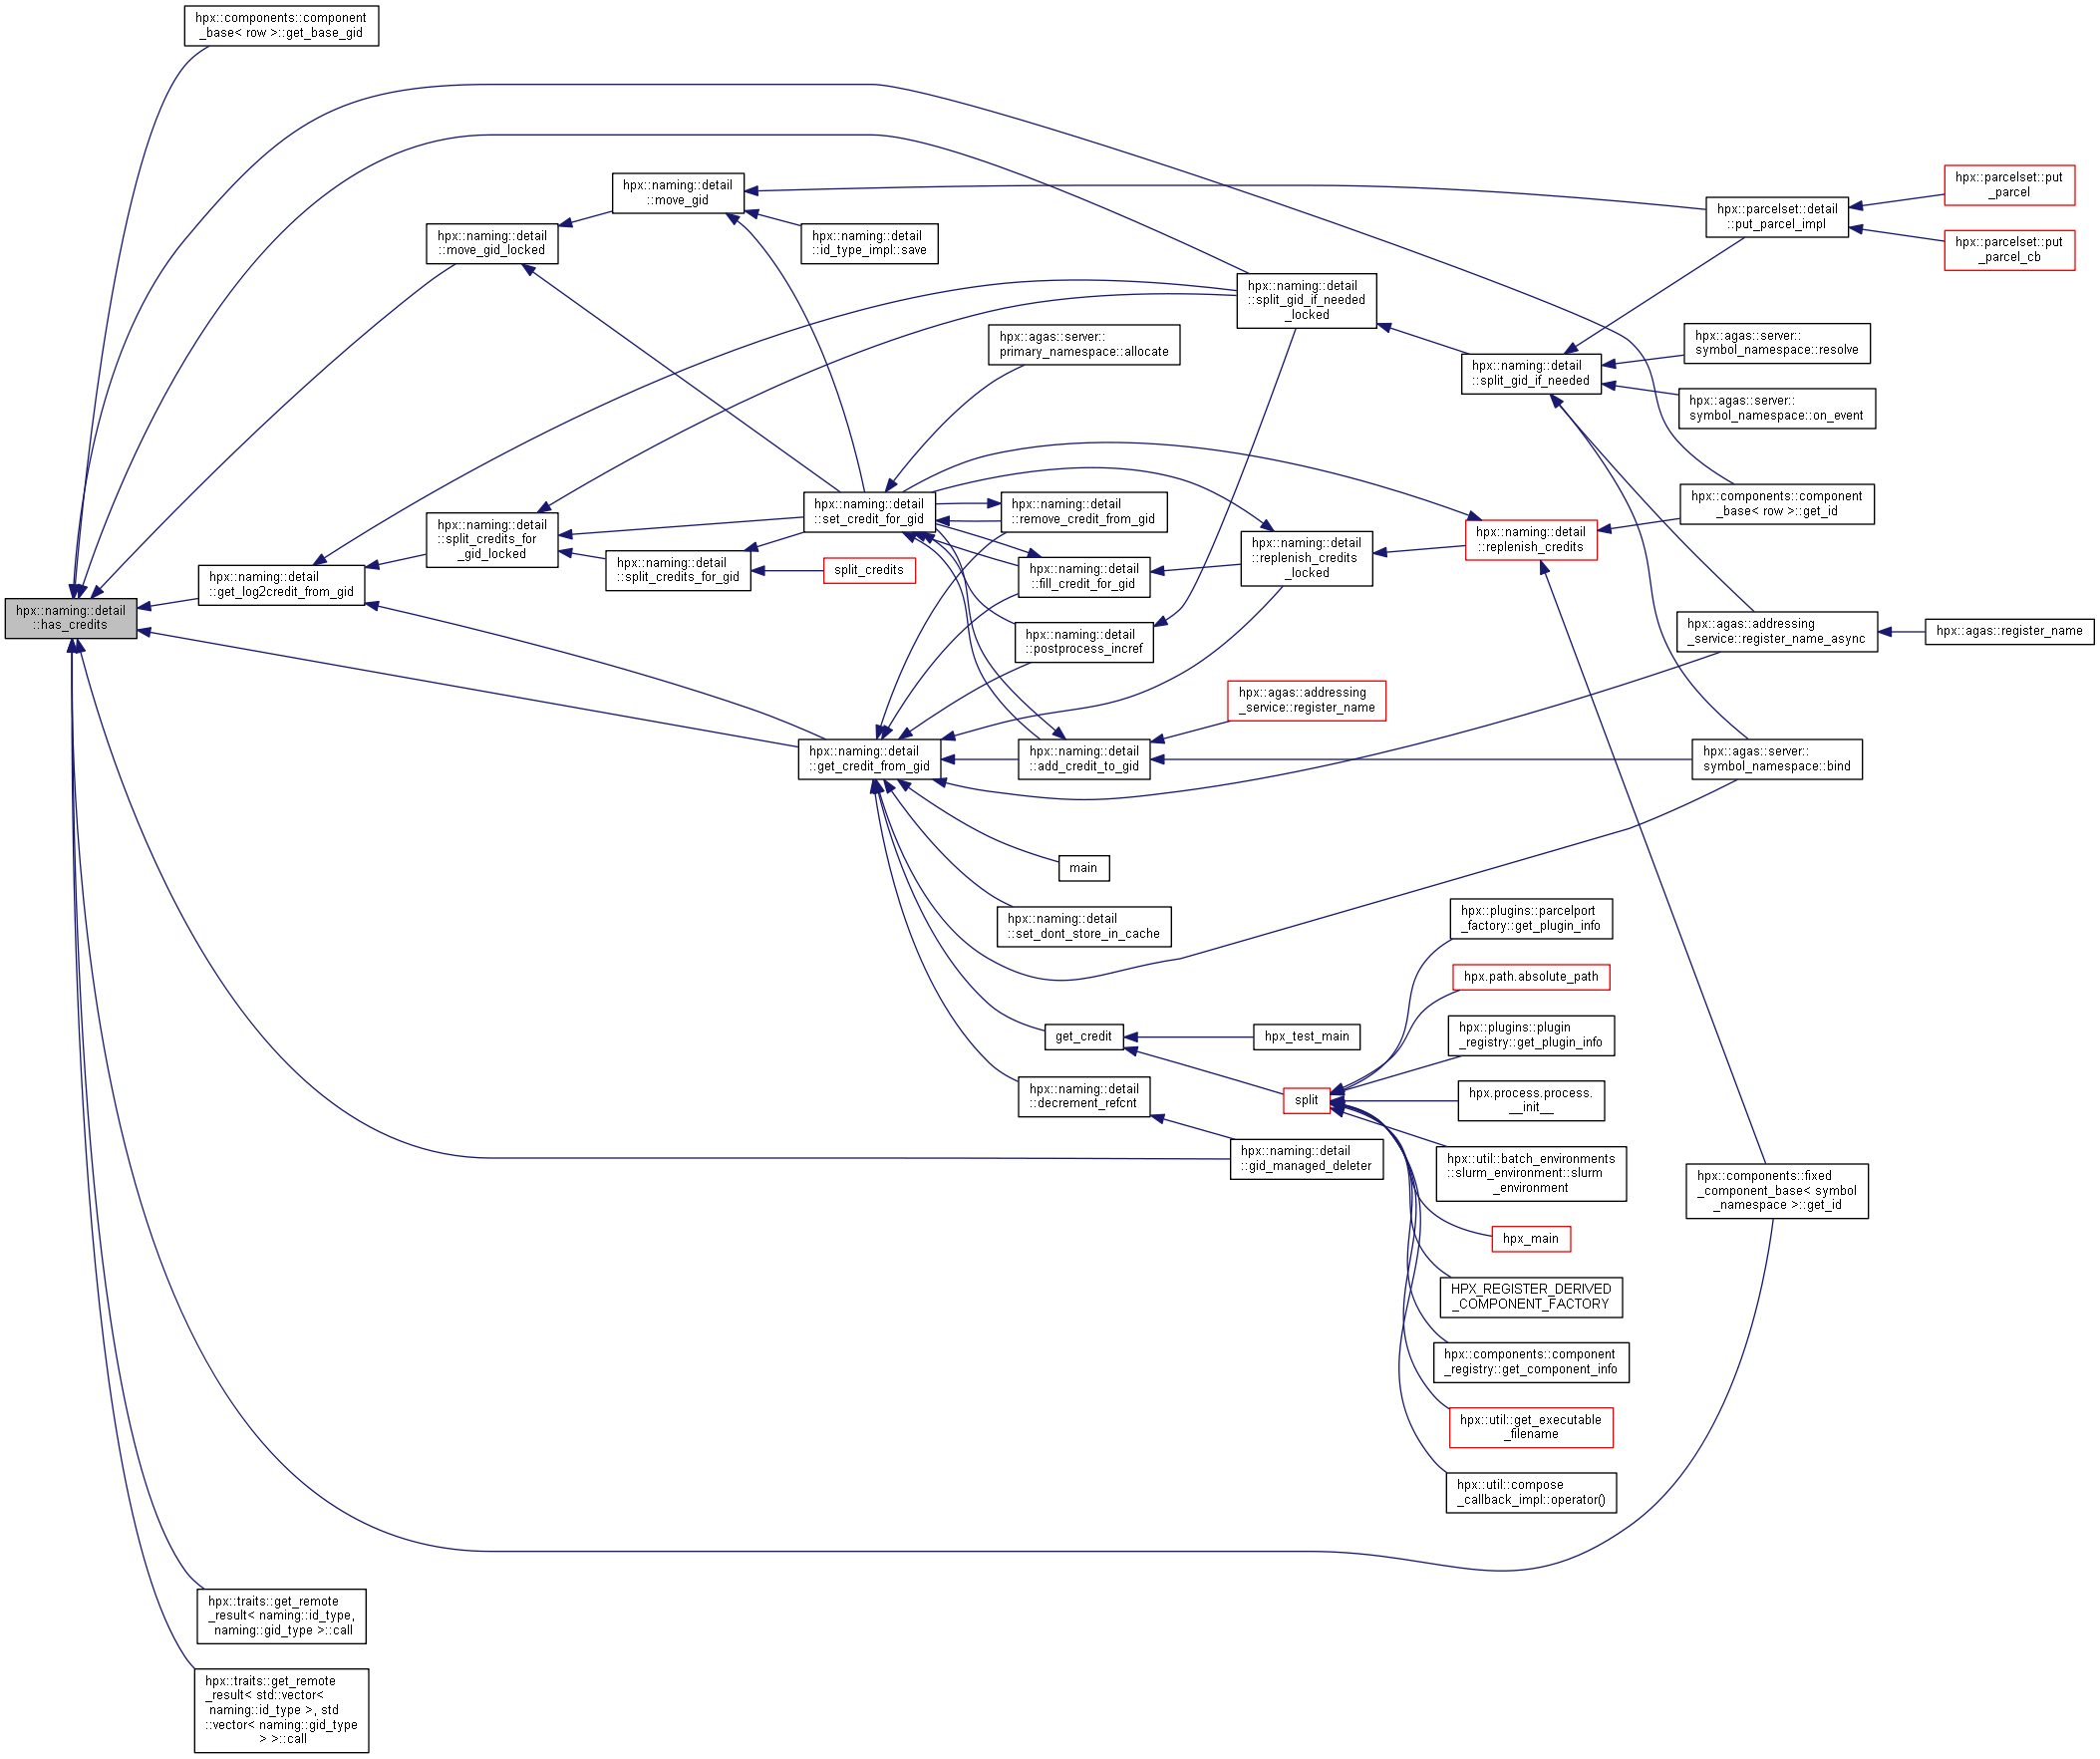 hpx::components::component
_base< row >::get_base_gid
hpx::naming::detail
::move_gid
hpx::parcelset::put
_parcel
hpx::parcelset::detail
::put_parcel_impl
hpx::naming::detail
::move_gid_locked
hpx::naming::detail
::id_type_impl::save
hpx::parcelset::put
_parcel_cb
hpx::naming::detail
::split_gid_if_needed
_locked
hpx::agas::server::
primary_namespace::allocate
hpx::agas::server::
symbol_namespace::resolve
hpx::naming::detail
::split_gid_if_needed
hpx::agas::server::
symbol_namespace::on_event
hpx::naming::detail
::set_credit_for_gid
hpx::naming::detail
::remove_credit_from_gid
hpx::components::component
_base< row >::get_id
hpx::naming::detail
::split_credits_for
_gid_locked
hpx::naming::detail
::replenish_credits
hpx::naming::detail
::replenish_credits
_locked
hpx::naming::detail
::split_credits_for_gid
split_credits
hpx::naming::detail
::fill_credit_for_gid
hpx::naming::detail
::get_log2credit_from_gid
hpx::naming::detail
::has_credits
hpx::naming::detail
::postprocess_incref
hpx::agas::addressing
_service::register_name_async
hpx::agas::register_name
hpx::agas::addressing
_service::register_name
hpx::naming::detail
::get_credit_from_gid
hpx::naming::detail
::add_credit_to_gid
hpx::agas::server::
symbol_namespace::bind
main
hpx::naming::detail
::set_dont_store_in_cache
hpx::plugins::parcelport
_factory::get_plugin_info
hpx.path.absolute_path
get_credit
hpx_test_main
hpx::plugins::plugin
_registry::get_plugin_info
hpx::naming::detail
::decrement_refcnt
split
hpx.process.process.
__init__
hpx::naming::detail
::gid_managed_deleter
hpx::util::batch_environments
::slurm_environment::slurm
_environment
hpx::components::fixed
_component_base< symbol
_namespace >::get_id
hpx_main
HPX_REGISTER_DERIVED
_COMPONENT_FACTORY
hpx::components::component
_registry::get_component_info
hpx::util::get_executable
_filename
hpx::util::compose
_callback_impl::operator()
hpx::traits::get_remote
_result< naming::id_type,
_naming::gid_type >::call
hpx::traits::get_remote
_result< std::vector<
naming::id_type >, std
::vector< naming::gid_type
> >::call